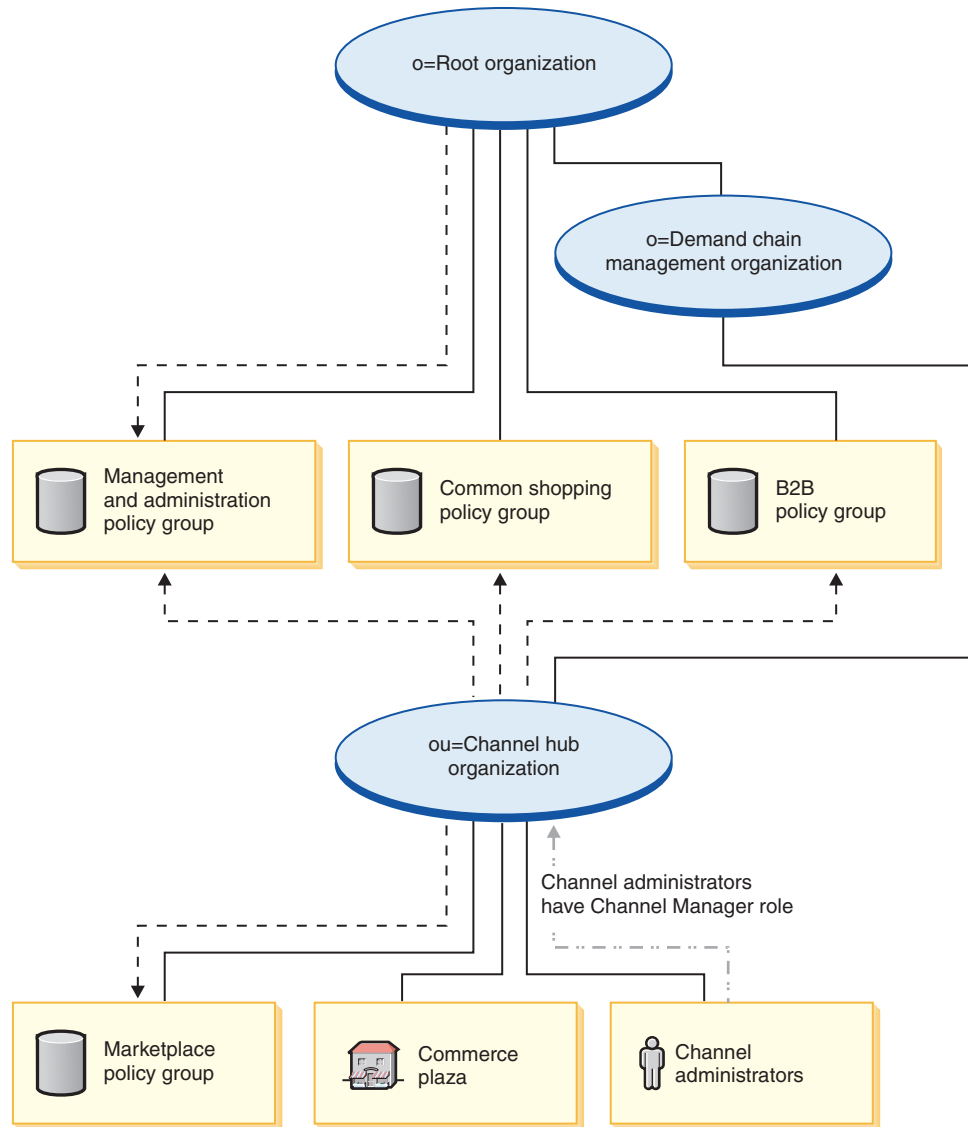 o=Root organization
o=Demand chain
management organization
Management
and administration
policy group
Common shopping
policy group
B2B
policy group
ou=Channel hub
organization
Channel administrators
have Channel Manager role
Marketplace
policy group
Commerce
plaza
Channel
administrators